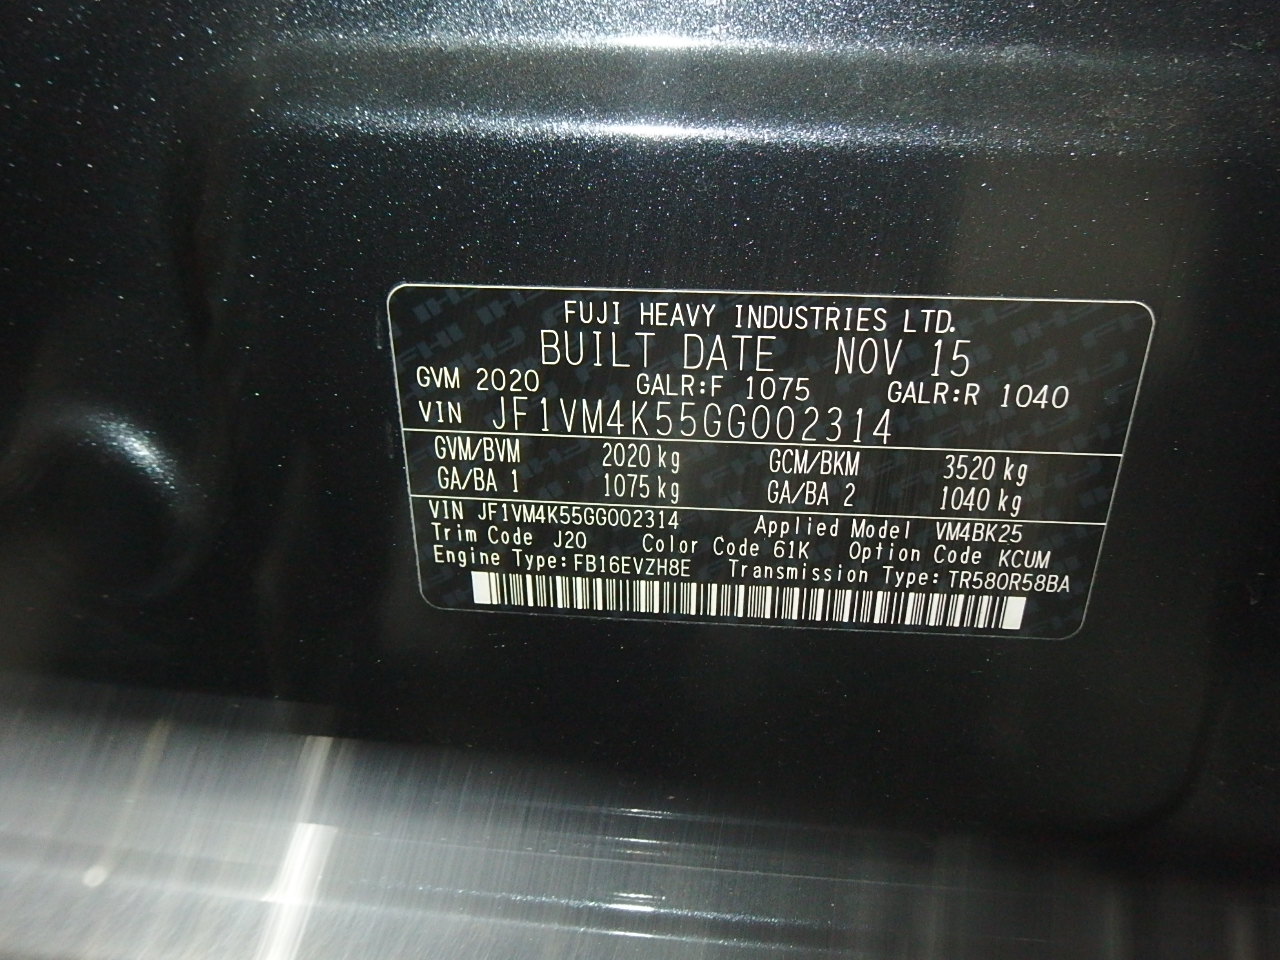 FUJI HEAVY INDUSTRIES LTD.
BUILT DATE NOV 15
GVM 2020 GALR:F 1075 GALR:R 1040
VIN JF1VM4K55GG002314
GVM/BVM 2020 kg GCM/BKM 3520 kg
GA/BA 1 1075 kg GA/BA 2 1040 kg
VIN JF1VM4K55GG002314 Applied Model VM4BK25
Trim Code J20 Color Code 61K Option Code KCUM
Engine Type:FB16EVZH8E Transmission Type:TR580R58BA